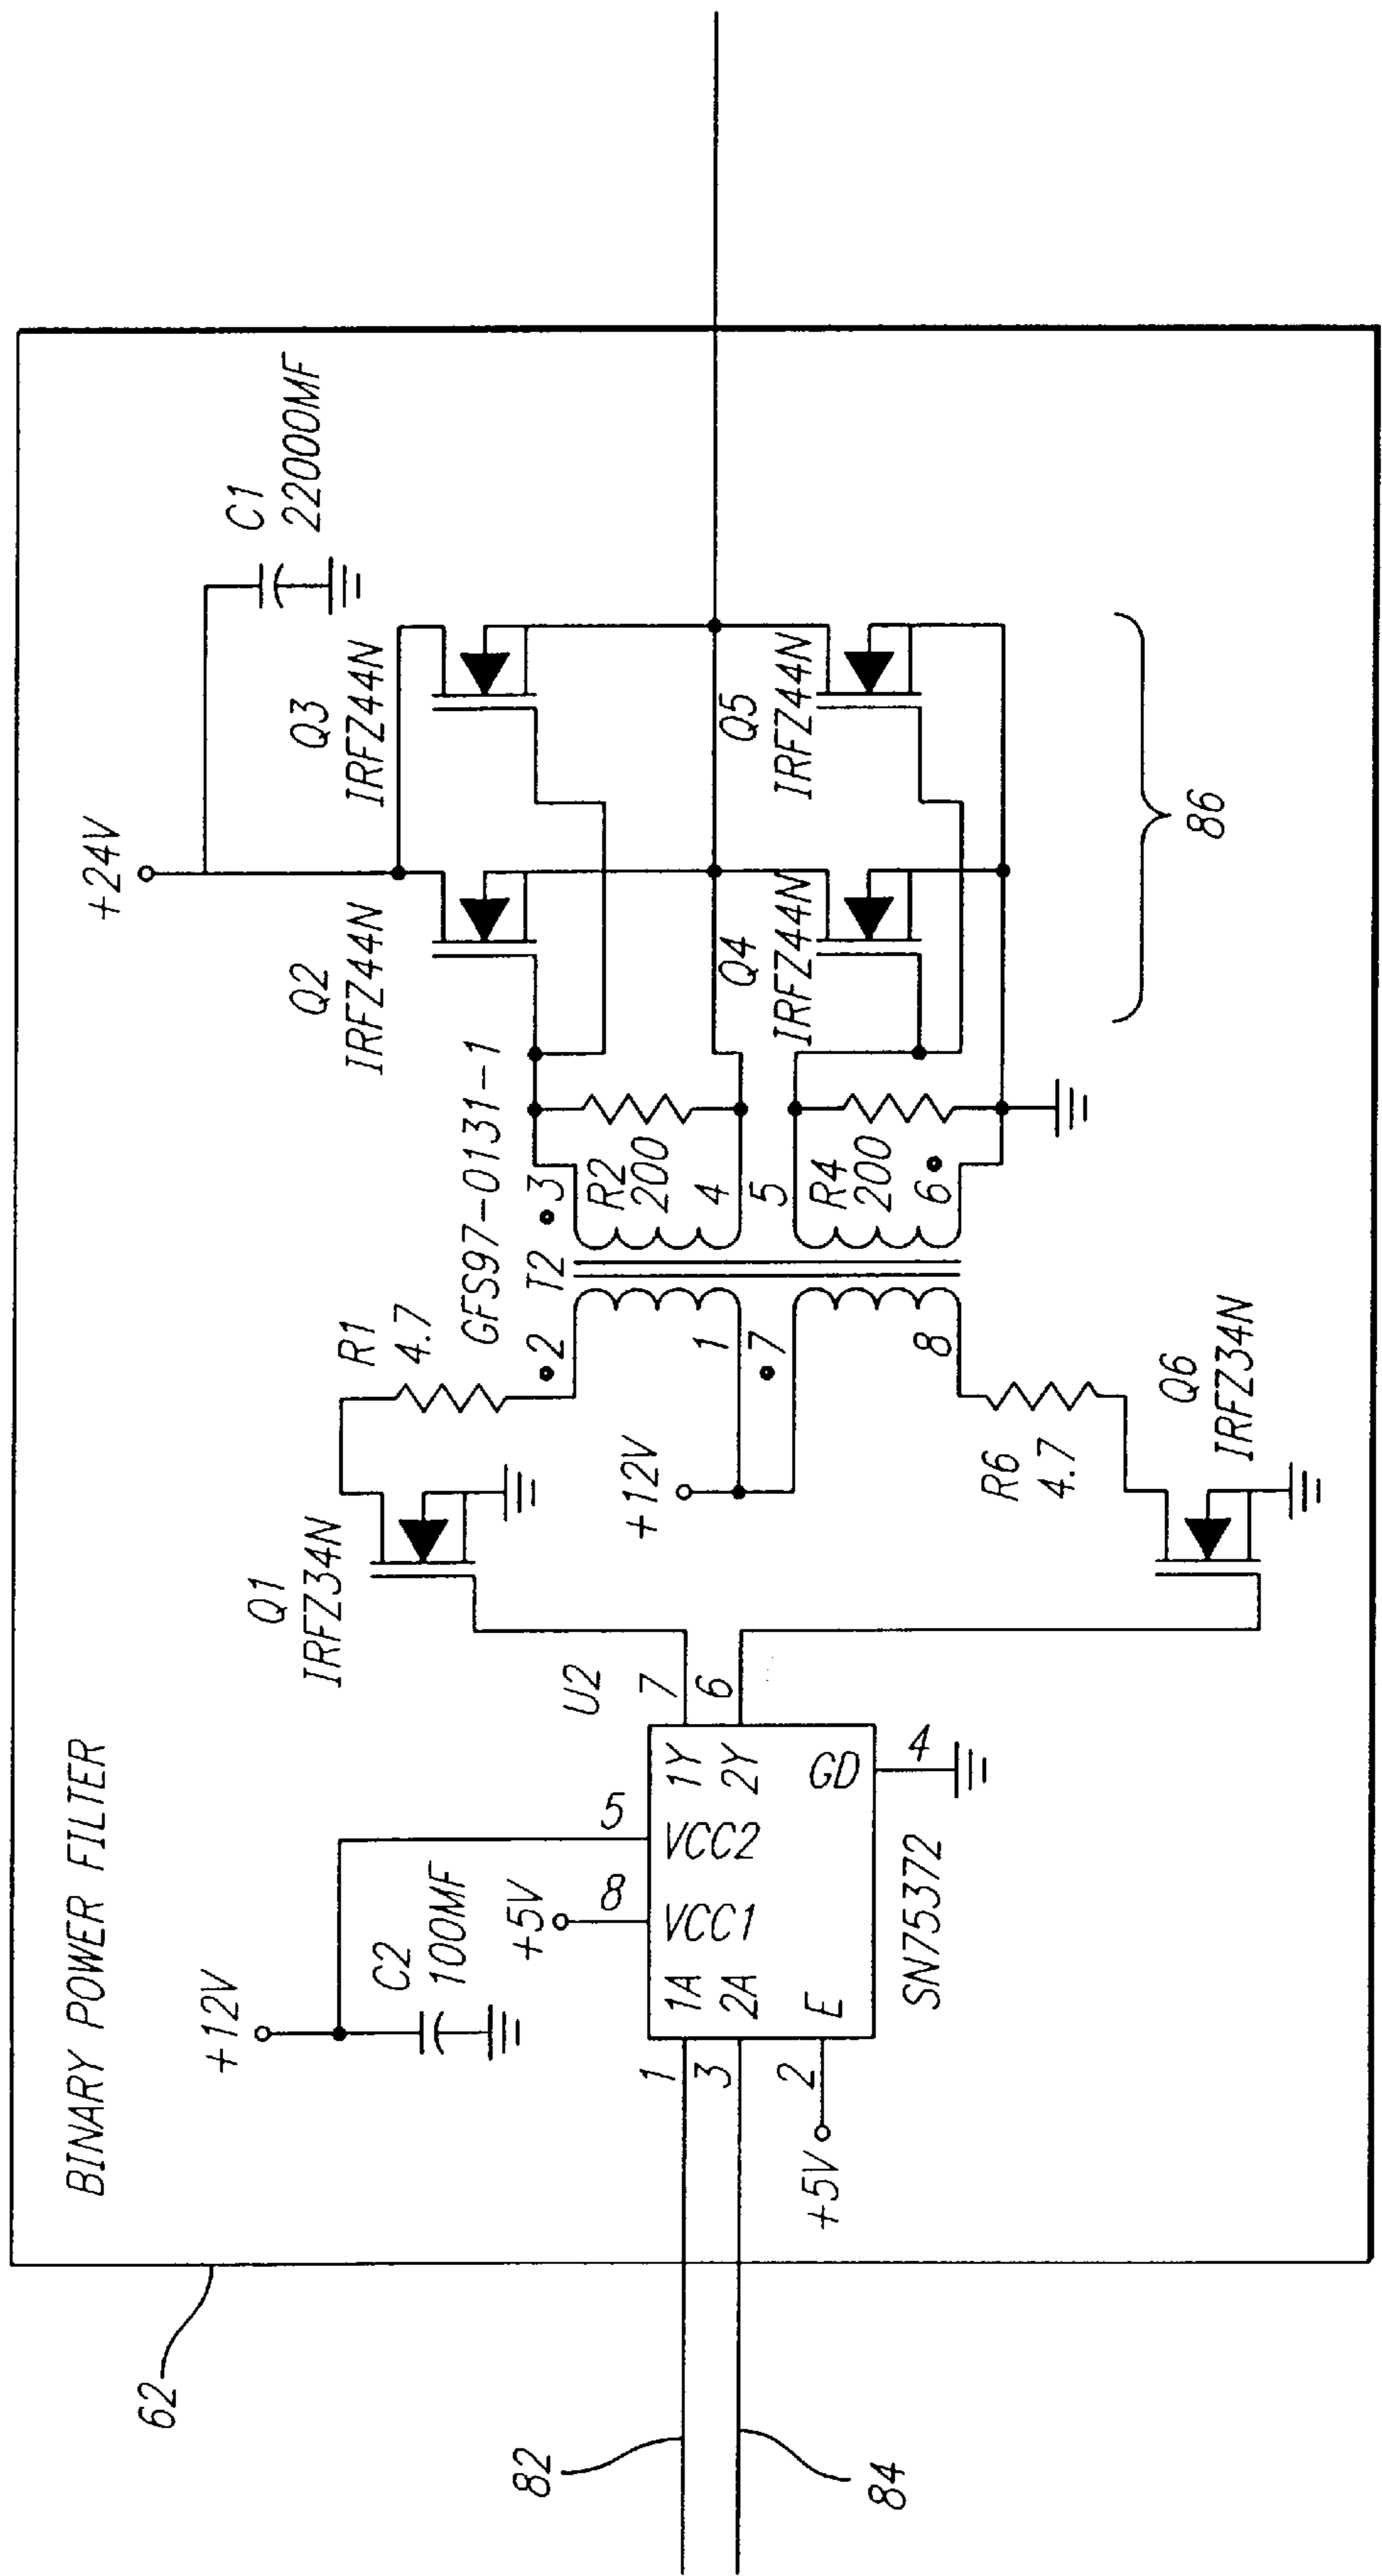 BINARY POWER FILTER
62
82
84
+12V
C2
100MF
+5V
8
5
VCC1
VCC2
1A
2A
E
1Y
2Y
GD
1
3
2
+5V
7
6
4
U2
SN75372
Q1
IRFZ34N
R1
4.7
+12V
2
1
7
8
R6
4.7
Q6
IRFZ34N
GFS97-0131-1
T2
3
4
5
6
R2
200
R4
200
+24V
C1
2200MF
Q2
IRFZ44N
Q3
IRFZ44N
Q4
IRFZ44N
Q5
IRFZ44N
86